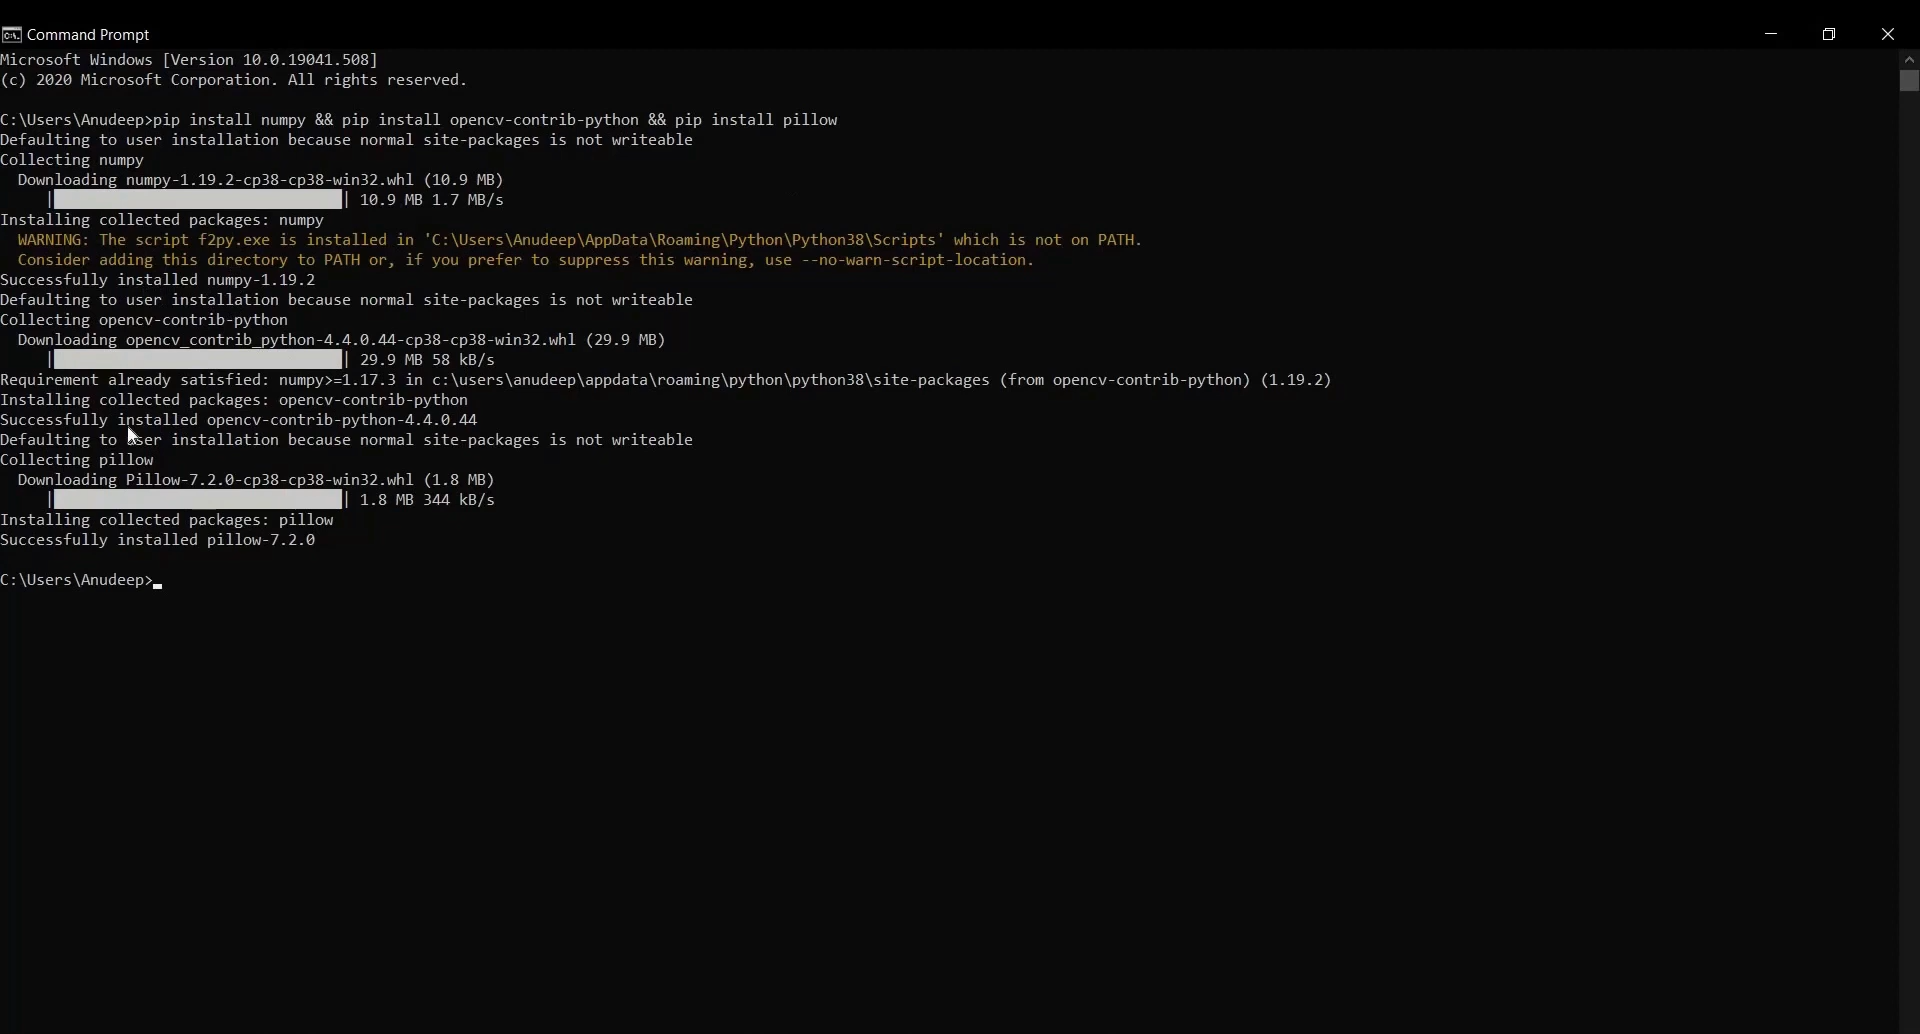 Command Prompt
Microsoft Windows [Version 10.0.19041.508]
(c) 2020 Microsoft Corporation. All rights reserved.
C:\Users\Anudeep>pip install numpy && pip install opencv-contrib-python && pip install pillow
Defaulting to user installation because normal site-packages is not writeable
Collecting numpy
  Downloading numpy-1.19.2-cp38-cp38-win32.whl (10.9 MB)
     |████████████████████████████████| 10.9 MB 1.7 MB/s
Installing collected packages: numpy
  WARNING: The script f2py.exe is installed in 'C:\Users\Anudeep\AppData\Roaming\Python\Python38\Scripts' which is not on PATH.
  Consider adding this directory to PATH or, if you prefer to suppress this warning, use --no-warn-script-location.
Successfully installed numpy-1.19.2
Defaulting to user installation because normal site-packages is not writeable
Collecting opencv-contrib-python
  Downloading opencv_contrib_python-4.4.0.44-cp38-cp38-win32.whl (29.9 MB)
     |████████████████████████████████| 29.9 MB 58 kB/s
Requirement already satisfied: numpy>=1.17.3 in c:\users\anudeep\appdata\roaming\python\python38\site-packages (from opencv-contrib-python) (1.19.2)
Installing collected packages: opencv-contrib-python
Successfully installed opencv-contrib-python-4.4.0.44
Defaulting to user installation because normal site-packages is not writeable
Collecting pillow
  Downloading Pillow-7.2.0-cp38-cp38-win32.whl (1.8 MB)
     |████████████████████████████████| 1.8 MB 344 kB/s
Installing collected packages: pillow
Successfully installed pillow-7.2.0
C:\Users\Anudeep>